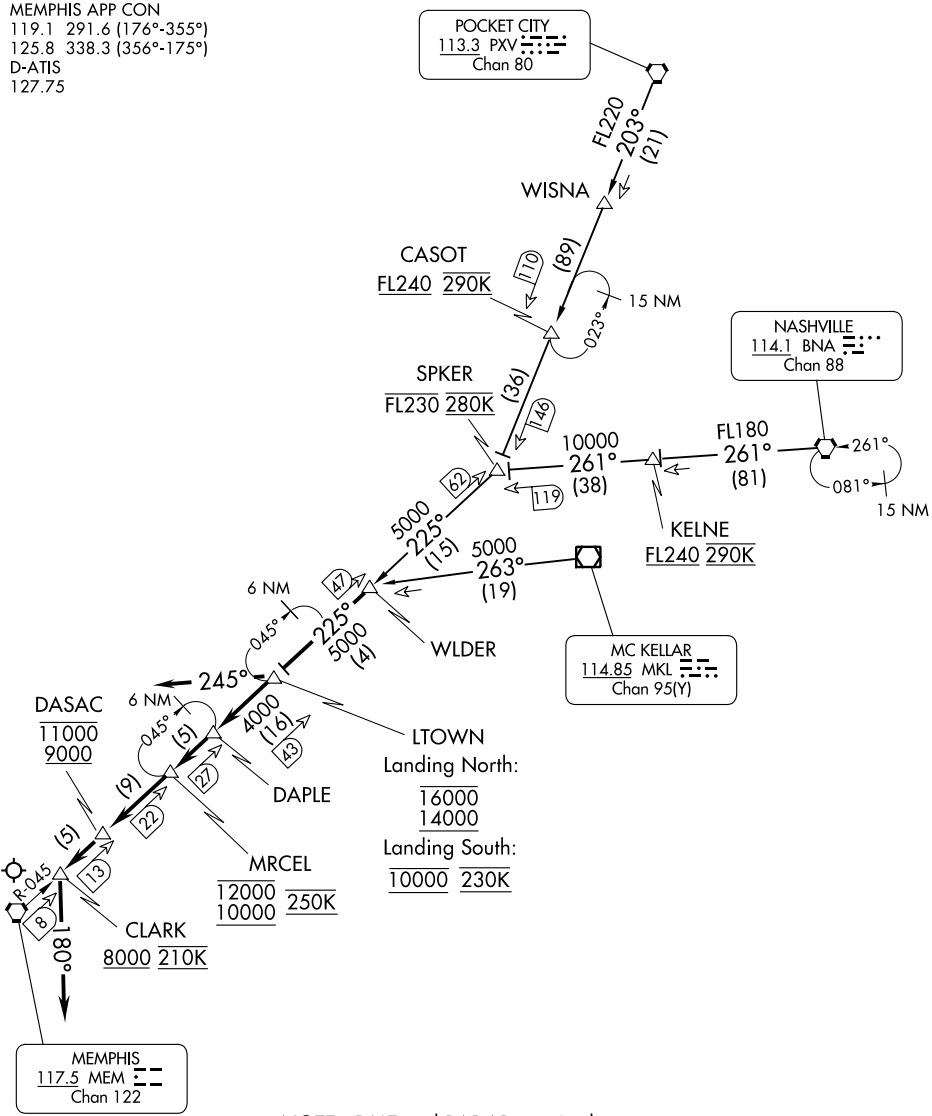 MEMPHIS APP CON
119.1 291.6 (176°-355°)
125.8 338.3 (356°-175°)
D-ATIS
127.75
POCKET CITY
113.3 PXV
Chan 80
FL220
203°
(21)
WISNA
(89)
110
CASOT
FL240 290K
15 NM
023°
NASHVILLE
114.1 BNA
Chan 88
SPKER
FL230 280K
(36)
146
10000
261°
(38)
FL180
261°
(81)
261°
081°
15 NM
62
119
KELNE
FL240 290K
5000
225°
(15)
5000
263°
(19)
47
6 NM
045°
225°
5000
(4)
WLDER
MC KELLAR
114.85 MKL
Chan 95(Y)
245°
6 NM
045°
DASAC
11000
9000
4000
(16)
43
(5)
27
LTOWN
Landing North:
16000
14000
Landing South:
10000 230K
DAPLE
(9)
22
MRCEL
12000
10000
250K
(5)
13
R-045
8
CLARK
8000 210K
180°
MEMPHIS
117.5 MEM
Chan 122